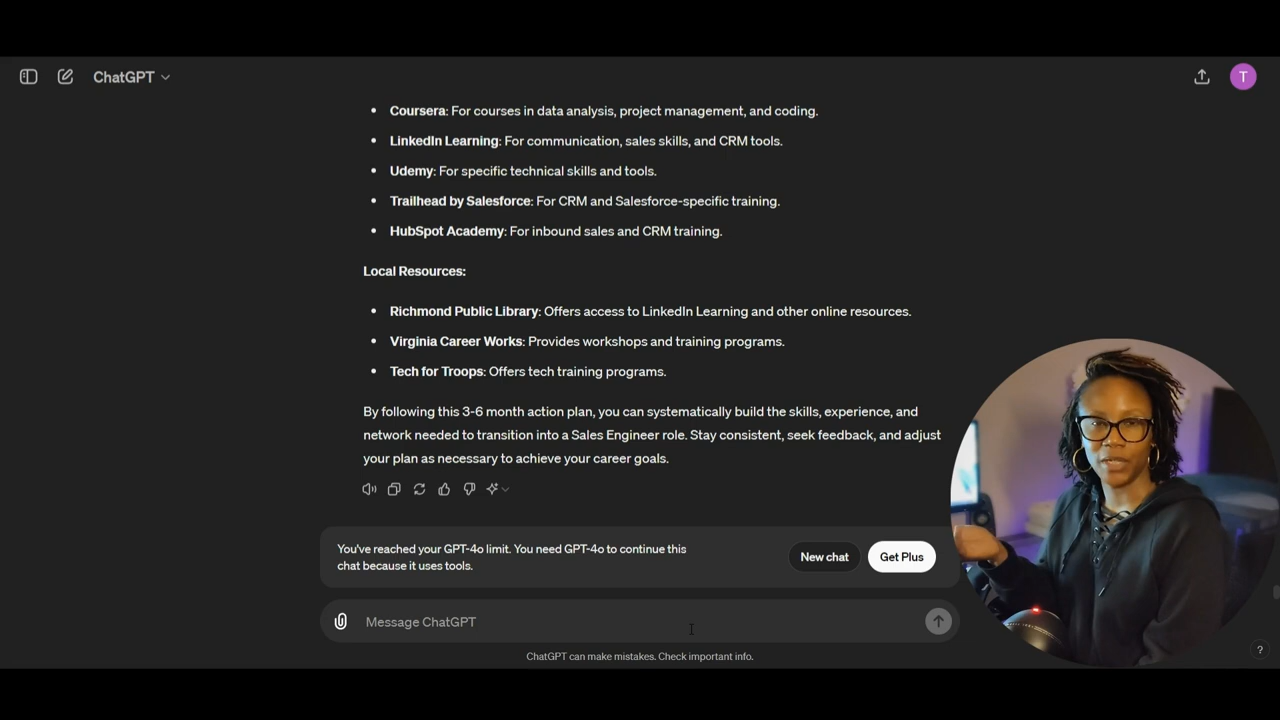 ChatGPT
T
Coursera: For courses in data analysis, project management, and coding.
LinkedIn Learning: For communication, sales skills, and CRM tools.
Udemy: For specific technical skills and tools.
Trailhead by Salesforce: For CRM and Salesforce-specific training.
HubSpot Academy: For inbound sales and CRM training.
Local Resources:
Richmond Public Library: Offers access to LinkedIn Learning and other online resources.
Virginia Career Works: Provides workshops and training programs.
Tech for Troops: Offers tech training programs.
By following this 3-6 month action plan, you can systematically build the skills, experience, and
network needed to transition into a Sales Engineer role. Stay consistent, seek feedback, and adjust
your plan as necessary to achieve your career goals.
You've reached your GPT-4o limit. You need GPT-4o to continue this
chat because it uses tools.
New chat
Get Plus
Message ChatGPT
ChatGPT can make mistakes. Check important info.
?